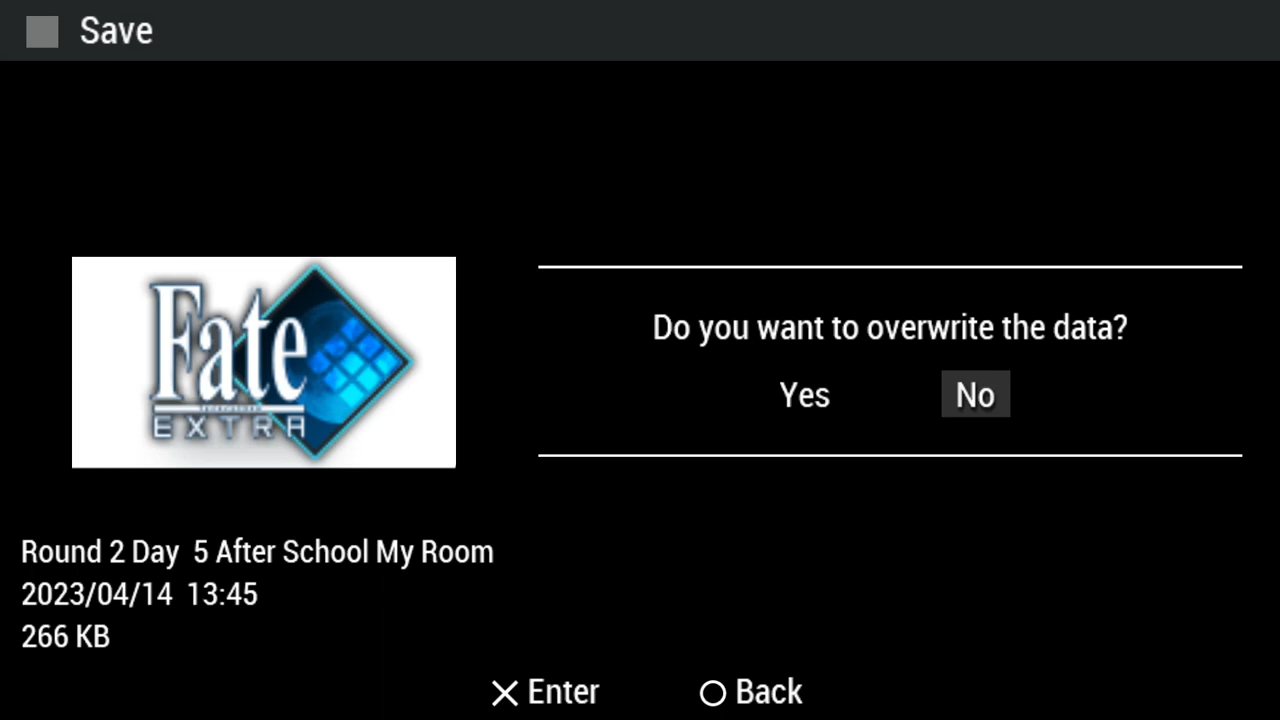 Save
Fate
EXTRA
Do you want to overwrite the data?
Yes No
Round 2 Day  5 After School My Room
2023/04/14  13:45
266 KB
Enter Back